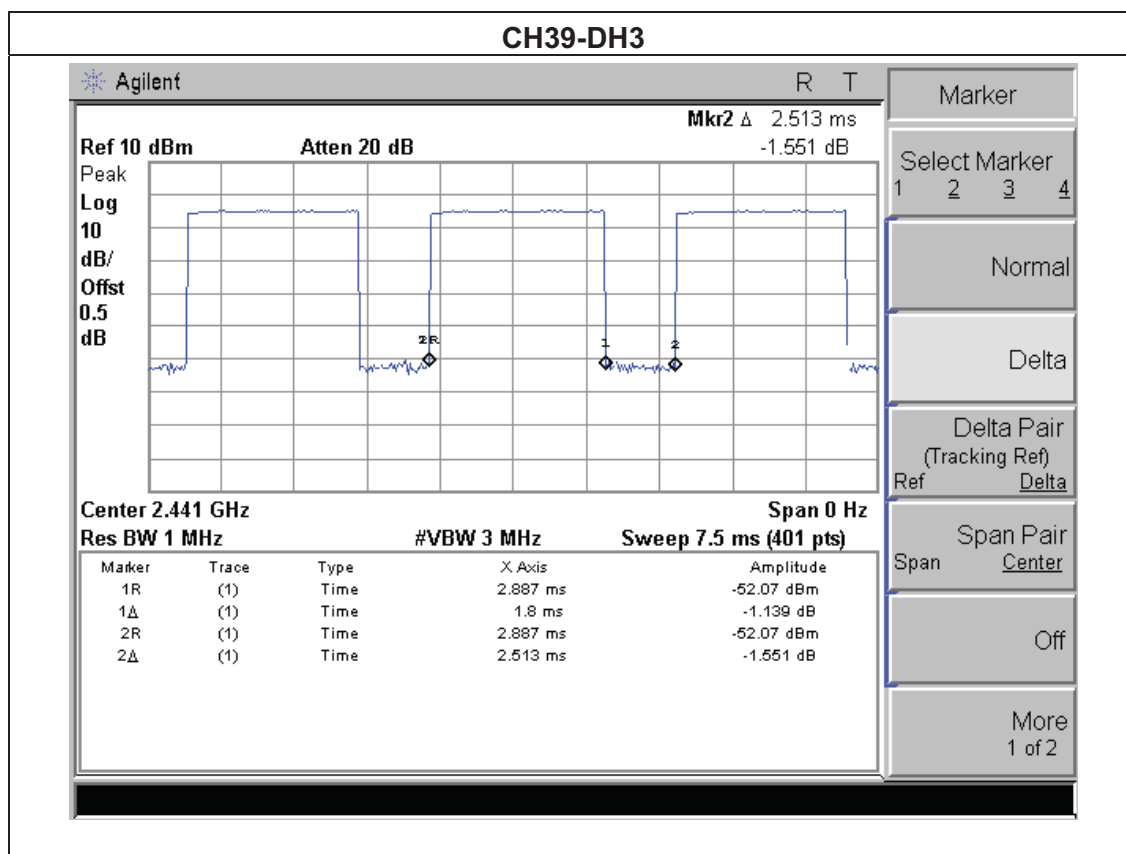 CH39-DH3
Agilent R T
Mkr2 Δ 2.513 ms
Ref 10 dBm Atten 20 dB -1.551 dB
Peak
Log
10
dB/
Offst
0.5
dB
2R
1
2
Center 2.441 GHz Span 0 Hz
Res BW 1 MHz #VBW 3 MHz Sweep 7.5 ms (401 pts)
Marker Trace Type X Axis Amplitude
1R (1) Time 2.887 ms -52.07 dBm
1Δ (1) Time 1.8 ms -1.139 dB
2R (1) Time 2.887 ms -52.07 dBm
2Δ (1) Time 2.513 ms -1.551 dB
Marker
Select Marker
1 2 3 4
Normal
Delta
Delta Pair
(Tracking Ref)
Ref Delta
Span Pair
Span Center
Off
More
1 of 2